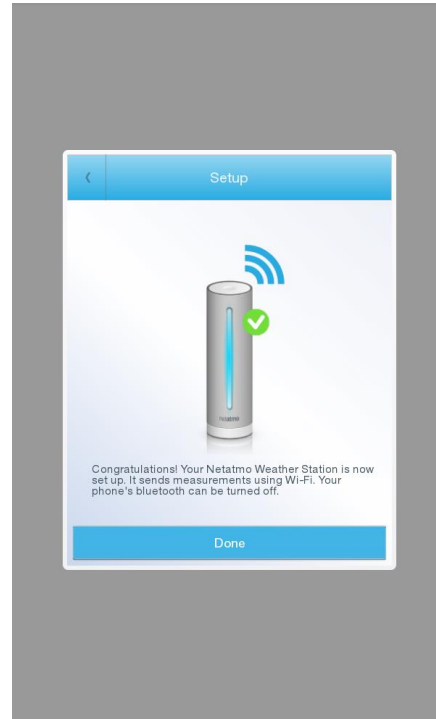 Setup
netatmo
Congratulations! Your Netatmo Weather Station is now
set up. It sends measurements using Wi-Fi. Your
phone's bluetooth can be turned off.
Done